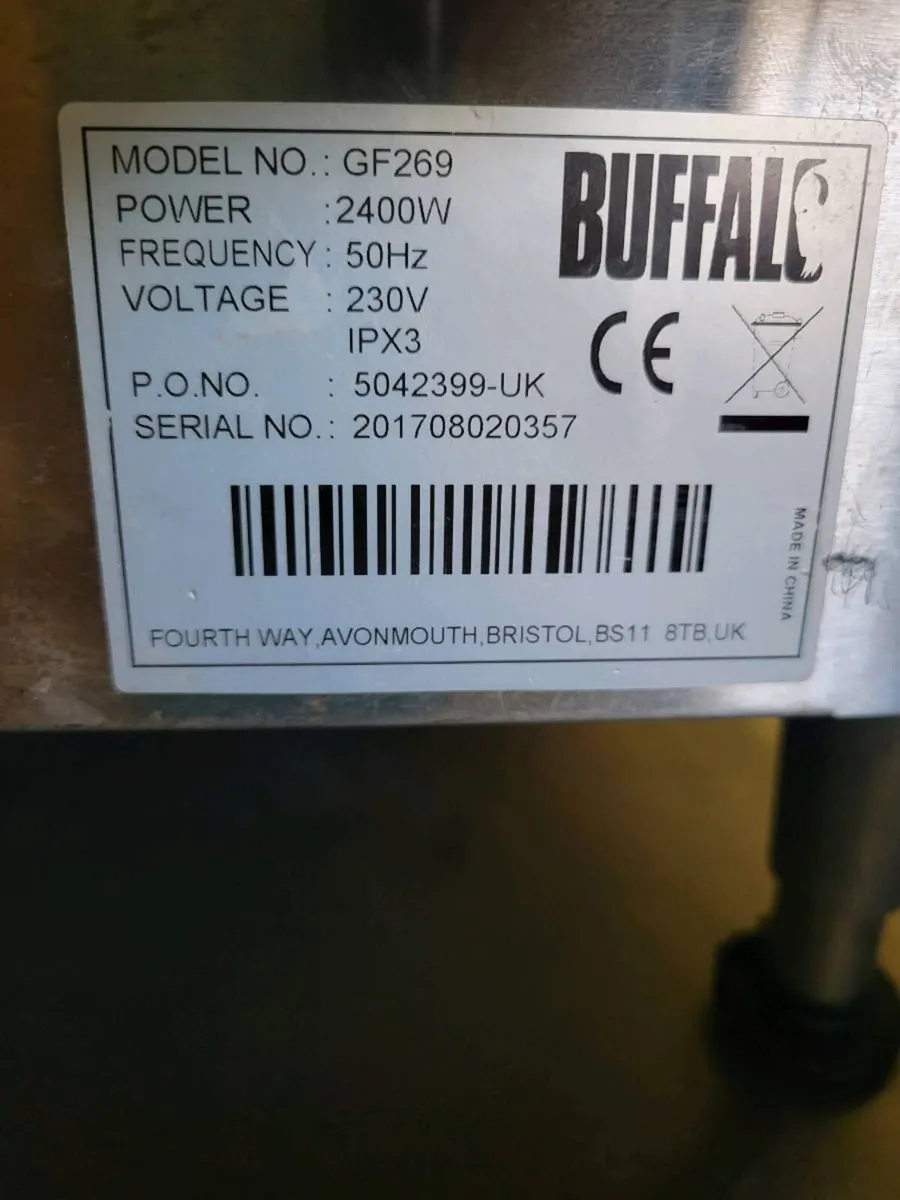 MODEL NO.: GF269
POWER :2400W
FREQUENCY: 50Hz
VOLTAGE : 230V
IPX3
P.O.NO. : 5042399-UK
SERIAL NO.: 201708020357
BUFFALO
CE
MADE IN CHINA
FOURTH WAY,AVONMOUTH,BRISTOL,BS11 8TB,UK